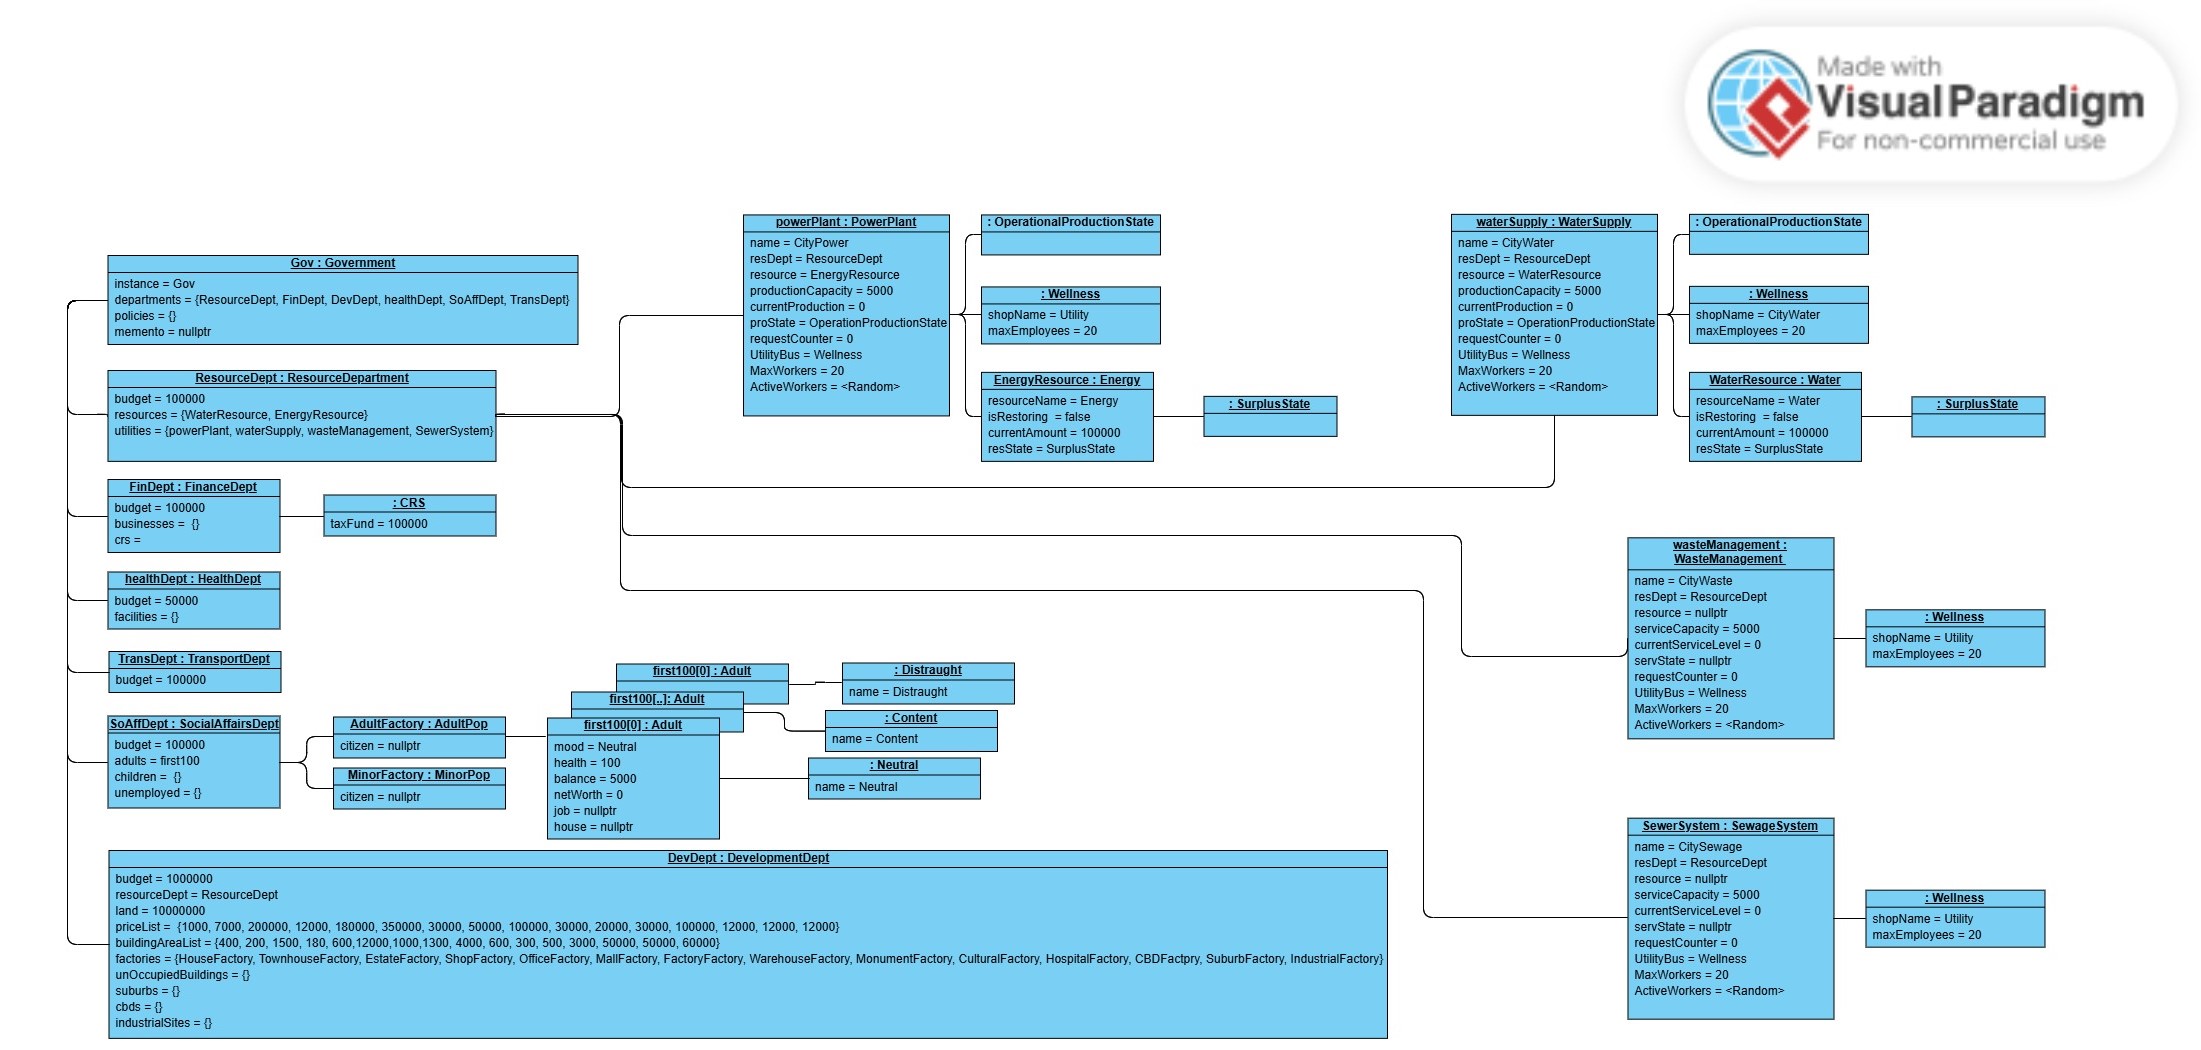 Made with
Visual Paradigm
For non-commercial use
Gov : Government
instance = Gov
departments = {ResourceDept, FinDept, DevDept, healthDept, SoAffDept, TransDept}
policies = {}
memento = nullptr
ResourceDept : ResourceDepartment
budget = 100000
resources = {WaterResource, EnergyResource}
utilities = {powerPlant, waterSupply, wasteManagement, SewerSystem}
FinDept : FinanceDept
budget = 100000
businesses =  {}
crs =
: CRS
taxFund = 100000
healthDept : HealthDept
budget = 50000
facilities = {}
TransDept : TransportDept
budget = 100000
SoAffDept : SocialAffairsDept
budget = 100000
adults = first100
children =  {}
unemployed = {}
AdultFactory : AdultPop
citizen = nullptr
MinorFactory : MinorPop
citizen = nullptr
first100[0] : Adult
first100[..]: Adult
first100[0] : Adult
mood = Neutral
health = 100
balance = 5000
netWorth = 0
job = nullptr
house = nullptr
: Distraught
name = Distraught
: Content
name = Content
: Neutral
name = Neutral
DevDept : DevelopmentDept
budget = 1000000
resourceDept = ResourceDept
land = 10000000
priceList =  {1000, 7000, 200000, 12000, 180000, 350000, 30000, 50000, 100000, 30000, 20000, 30000, 100000, 12000, 12000, 12000}
buildingAreaList = {400, 200, 1500, 180, 600,12000,1000,1300, 4000, 600, 300, 500, 3000, 50000, 50000, 60000}
factories = {HouseFactory, TownhouseFactory, EstateFactory, ShopFactory, OfficeFactory, MallFactory, FactoryFactory, WarehouseFactory, MonumentFactory, CulturalFactory, HospitalFactory, CBDFactpry, SuburbFactory, IndustrialFactory}
unOccupiedBuildings = {}
suburbs = {}
cbds = {}
industrialSites = {}
powerPlant : PowerPlant
name = CityPower
resDept = ResourceDept
resource = EnergyResource
productionCapacity = 5000
currentProduction = 0
proState = OperationProductionState
requestCounter = 0
UtilityBus = Wellness
MaxWorkers = 20
ActiveWorkers = <Random>
: OperationalProductionState
: Wellness
shopName = Utility
maxEmployees = 20
EnergyResource : Energy
resourceName = Energy
isRestoring  = false
currentAmount = 100000
resState = SurplusState
: SurplusState
waterSupply : WaterSupply
name = CityWater
resDept = ResourceDept
resource = WaterResource
productionCapacity = 5000
currentProduction = 0
proState = OperationProductionState
requestCounter = 0
UtilityBus = Wellness
MaxWorkers = 20
ActiveWorkers = <Random>
: OperationalProductionState
: Wellness
shopName = CityWater
maxEmployees = 20
WaterResource : Water
resourceName = Water
isRestoring  = false
currentAmount = 100000
resState = SurplusState
: SurplusState
wasteManagement :
WasteManagement
name = CityWaste
resDept = ResourceDept
resource = nullptr
serviceCapacity = 5000
currentServiceLevel = 0
servState = nullptr
requestCounter = 0
UtilityBus = Wellness
MaxWorkers = 20
ActiveWorkers = <Random>
: Wellness
shopName = Utility
maxEmployees = 20
SewerSystem : SewageSystem
name = CitySewage
resDept = ResourceDept
resource = nullptr
serviceCapacity = 5000
currentServiceLevel = 0
servState = nullptr
requestCounter = 0
UtilityBus = Wellness
MaxWorkers = 20
ActiveWorkers = <Random>
: Wellness
shopName = Utility
maxEmployees = 20